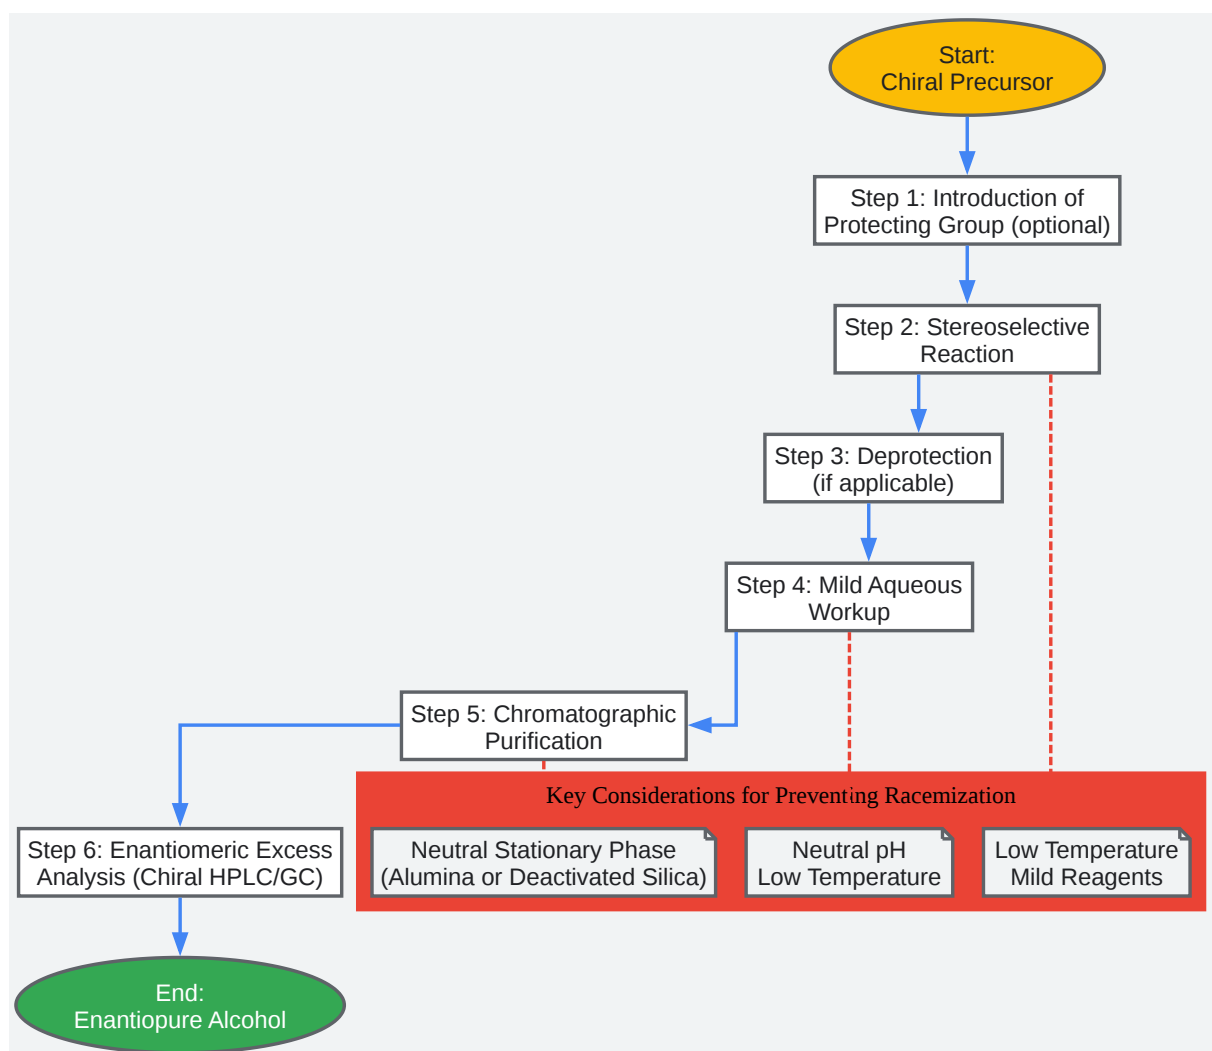 Start:
Chiral Precursor
Step 1: Introduction of
Protecting Group (optional)
Step 2: Stereoselective
Reaction
Step 3: Deprotection
(if applicable)
Step 4: Mild Aqueous
Workup
Step 5: Chromatographic
Purification
Key Considerations for Preventing Racemization
Neutral Stationary Phase
(Alumina or Deactivated Silica)
Neutral pH
Low Temperature
Low Temperature
Mild Reagents
Step 6: Enantiomeric Excess
Analysis (Chiral HPLC/GC)
End:
Enantiopure Alcohol